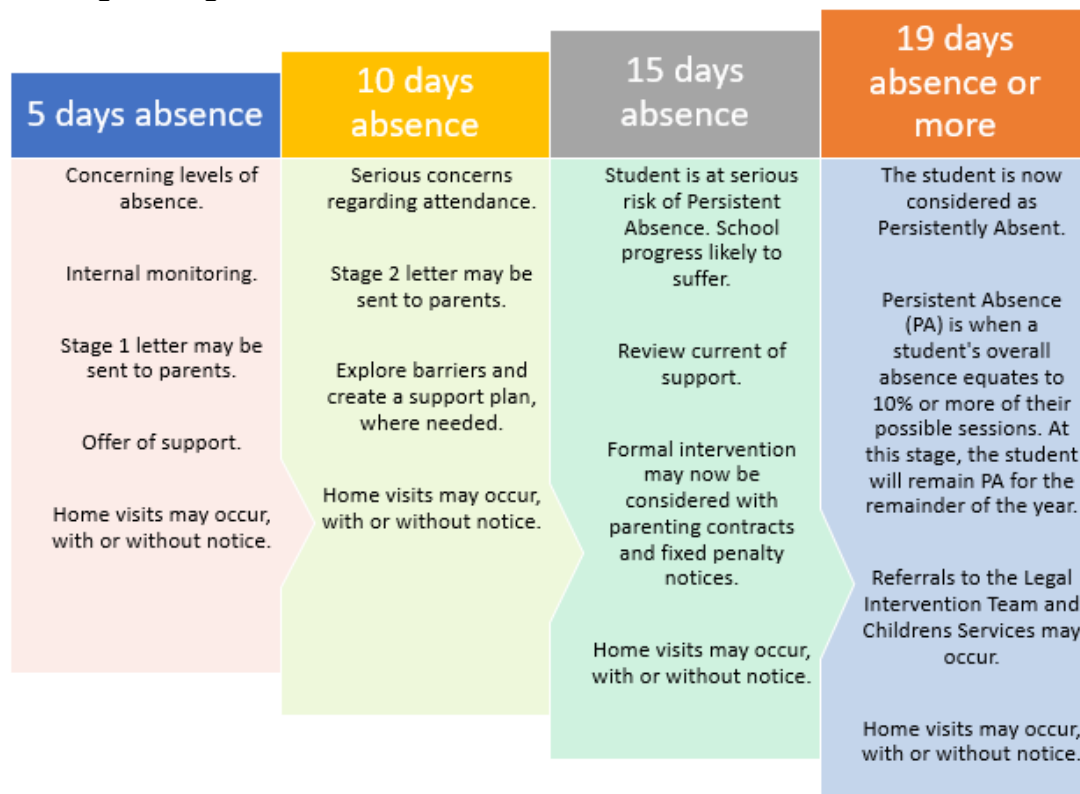 5 days absence
Concerning levels of
absence.
Internal monitoring.
Stage 1 letter may be
sent to parents.
Offer of support.
Home visits may occur,
with or without notice.
10 days
absence
Serious concerns
regarding attendance.
Stage 2 letter may be
sent to parents.
Explore barriers and
create a support plan,
where needed.
Home visits may occur,
with or without notice.
15 days
absence
Student is at serious
risk of Persistent
Absence. School
progress likely to
suffer.
Review current of
support.
Formal intervention
may now be
considered with
parenting contracts
and fixed penalty
notices.
Home visits may occur,
with or without notice.
19 days
absence or
more
The student is now
considered as
Persistently Absent.
Persistent Absence
(PA) is when a
student's overall
absence equates to
10% or more of their
possible sessions. At
this stage, the student
will remain PA for the
remainder of the year.
Referrals to the Legal
Intervention Team and
Childrens Services may
occur.
Home visits may occur,
with or without notice.